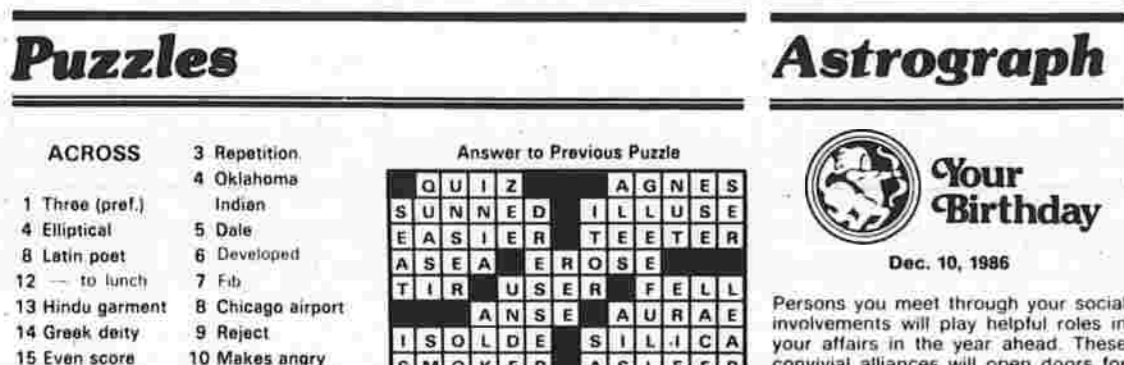 Puzzles
ACROSS
1 Three (pref.)
4 Elliptical
8 Latin poet
12 — to lunch
13 Hindu garment
14 Greek deity
15 Even score
3 Repetition
4 Oklahoma
Indian
5 Dale
6 Developed
7 Fib
8 Chicago airport
9 Reject
10 Makes angry
Answer to Previous Puzzle
Q U I Z A G N E S
S U N N E D I L L U S E
E A S I E R T E E T E R
A S E A E R O S E
T I R U S E R F E L L
A N S E A U R A E
I S O L D E S I L I C A
S M O K E R A S L E E P
Astrograph
Your
Birthday
Dec. 10, 1986
Persons you meet through your social
involvements will play helpful roles in
your affairs in the year ahead. These
convivial alliances will open doors for